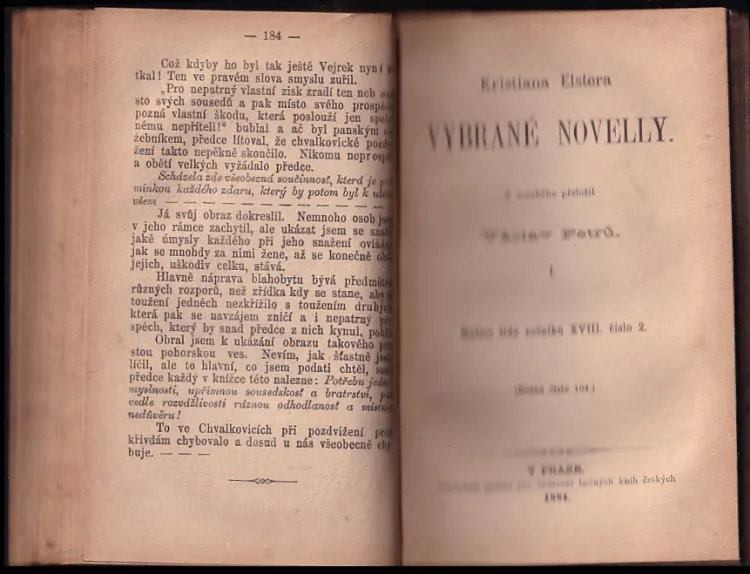 — 184 —
Což kdyby ho byl tak ještě Vejrek nyní
tkal! Ten ve pravém slova smyslu zuřil.
„Pro nepatrný vlastní zisk zradí ten neb
sto svých sousedů a pak místo svého
pozná vlastní škodu, která poslouží jen
nému nepříteli!“ bublal a ač byl panským
žebníkem, předce lítoval, že chvalkovické
žení takto nepěkně skončilo. Nikomu
a obětí velkých vyžádalo předce.
Scházela zde všeobecná součinnost, která je
minkou každého zdaru, který by potom byl k
všem — — — — — — — — — — — —
Já svůj obraz dokreslil. Nemnoho osob
v jeho rámce zachytil, ale ukázat jsem se
jaké úmysly každého při jeho snažení
jak se mnohdy za nimi žene, až se konečně
jejich, uškodiv celku, stává.
Hlavně náprava blahobytu bývá
různých rozporů, než zřídka kdy se stane,
toužení jedněch nezkřížilo s toužením
která pak se navzájem zničí a i nepatrný
spěch, který by snad předce z nich kynul,
Obral jsem k ukázání obrazu takového
stou pohorskou ves. Nevím, jak šťastně
líčil, ale to hlavní, co jsem podati chtěl,
předce každý v knížce této nalezne: Potřebu
myslnosti, upřímnou sousedskost a bratrství,
vedle rozvážlivosti ráznou odhodlanost a
nedůvěru!
To ve Chvalkovicích při pozdvižení
křivdám chybovalo a dosud u nás všeobecně
buje. — — —
Kristiana Elstera
VYBRANÉ NOVELLY.
přeložil
Václav Petrů.
I.
ročníku XVIII. číslo 2.
V PRAZE.
knih českých
1884.